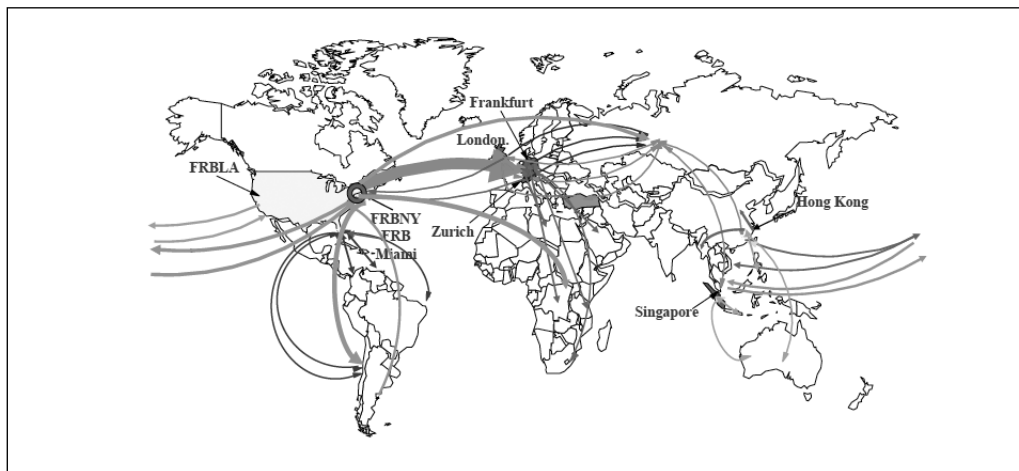 Frankfurt
London.
FRBLA
FRBNY
FRB
Miami
Zurich
Hong Kong
Singapore